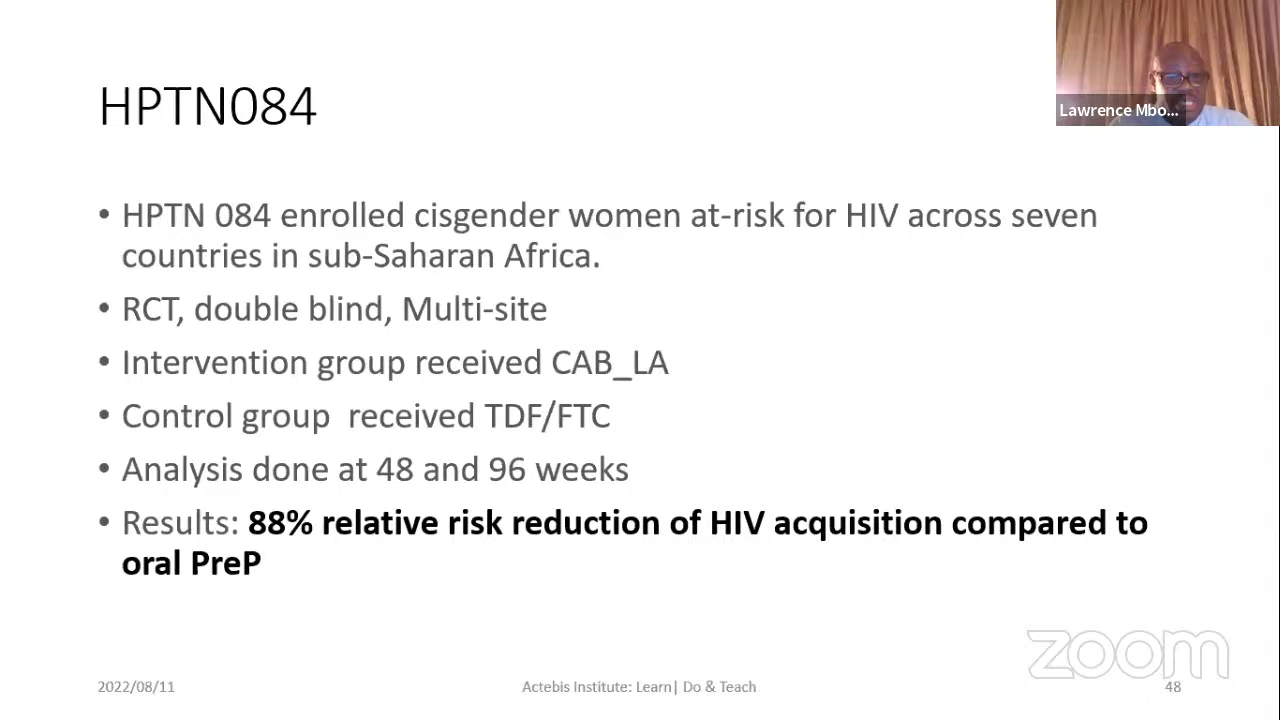 HPTN084
Lawrence Mbo...
• HPTN 084 enrolled cisgender women at-risk for HIV across seven
countries in sub-Saharan Africa.
• RCT, double blind, Multi-site
• Intervention group received CAB_LA
• Control group  received TDF/FTC
• Analysis done at 48 and 96 weeks
• Results: 88% relative risk reduction of HIV acquisition compared to
oral PreP
zoom
2022/08/11
Actebis Institute: Learn| Do & Teach
48